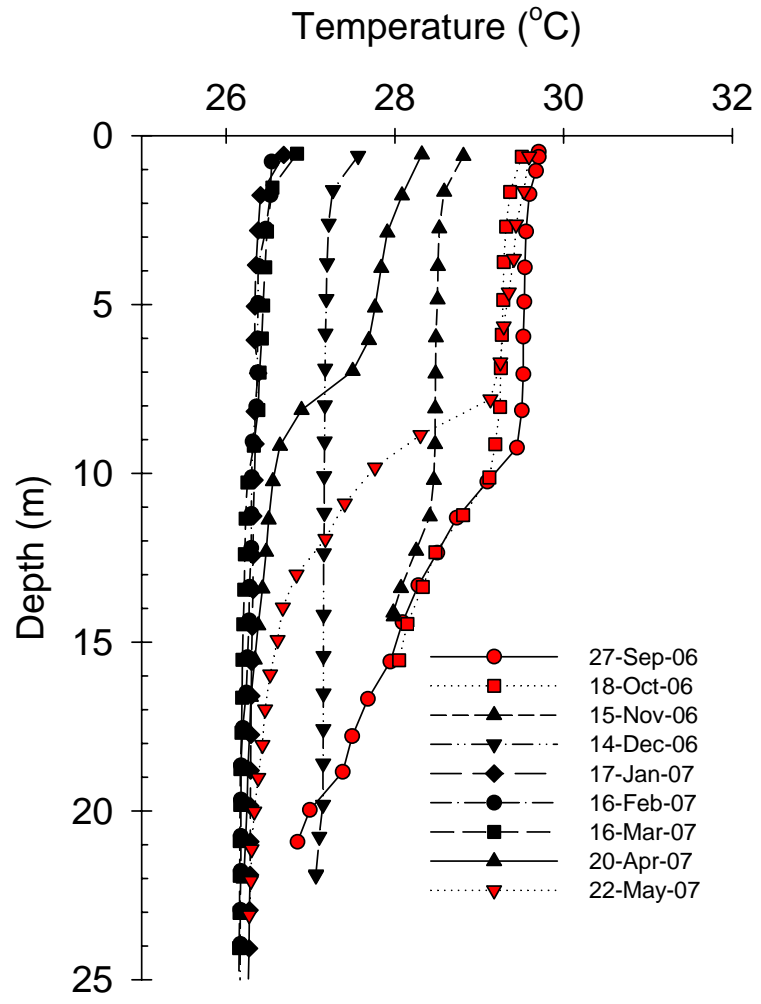 Temperature (°C)
26 28 30 32
0
5
10
15
20
25
Depth (m)
27-Sep-06
18-Oct-06
15-Nov-06
14-Dec-06
17-Jan-07
16-Feb-07
16-Mar-07
20-Apr-07
22-May-07